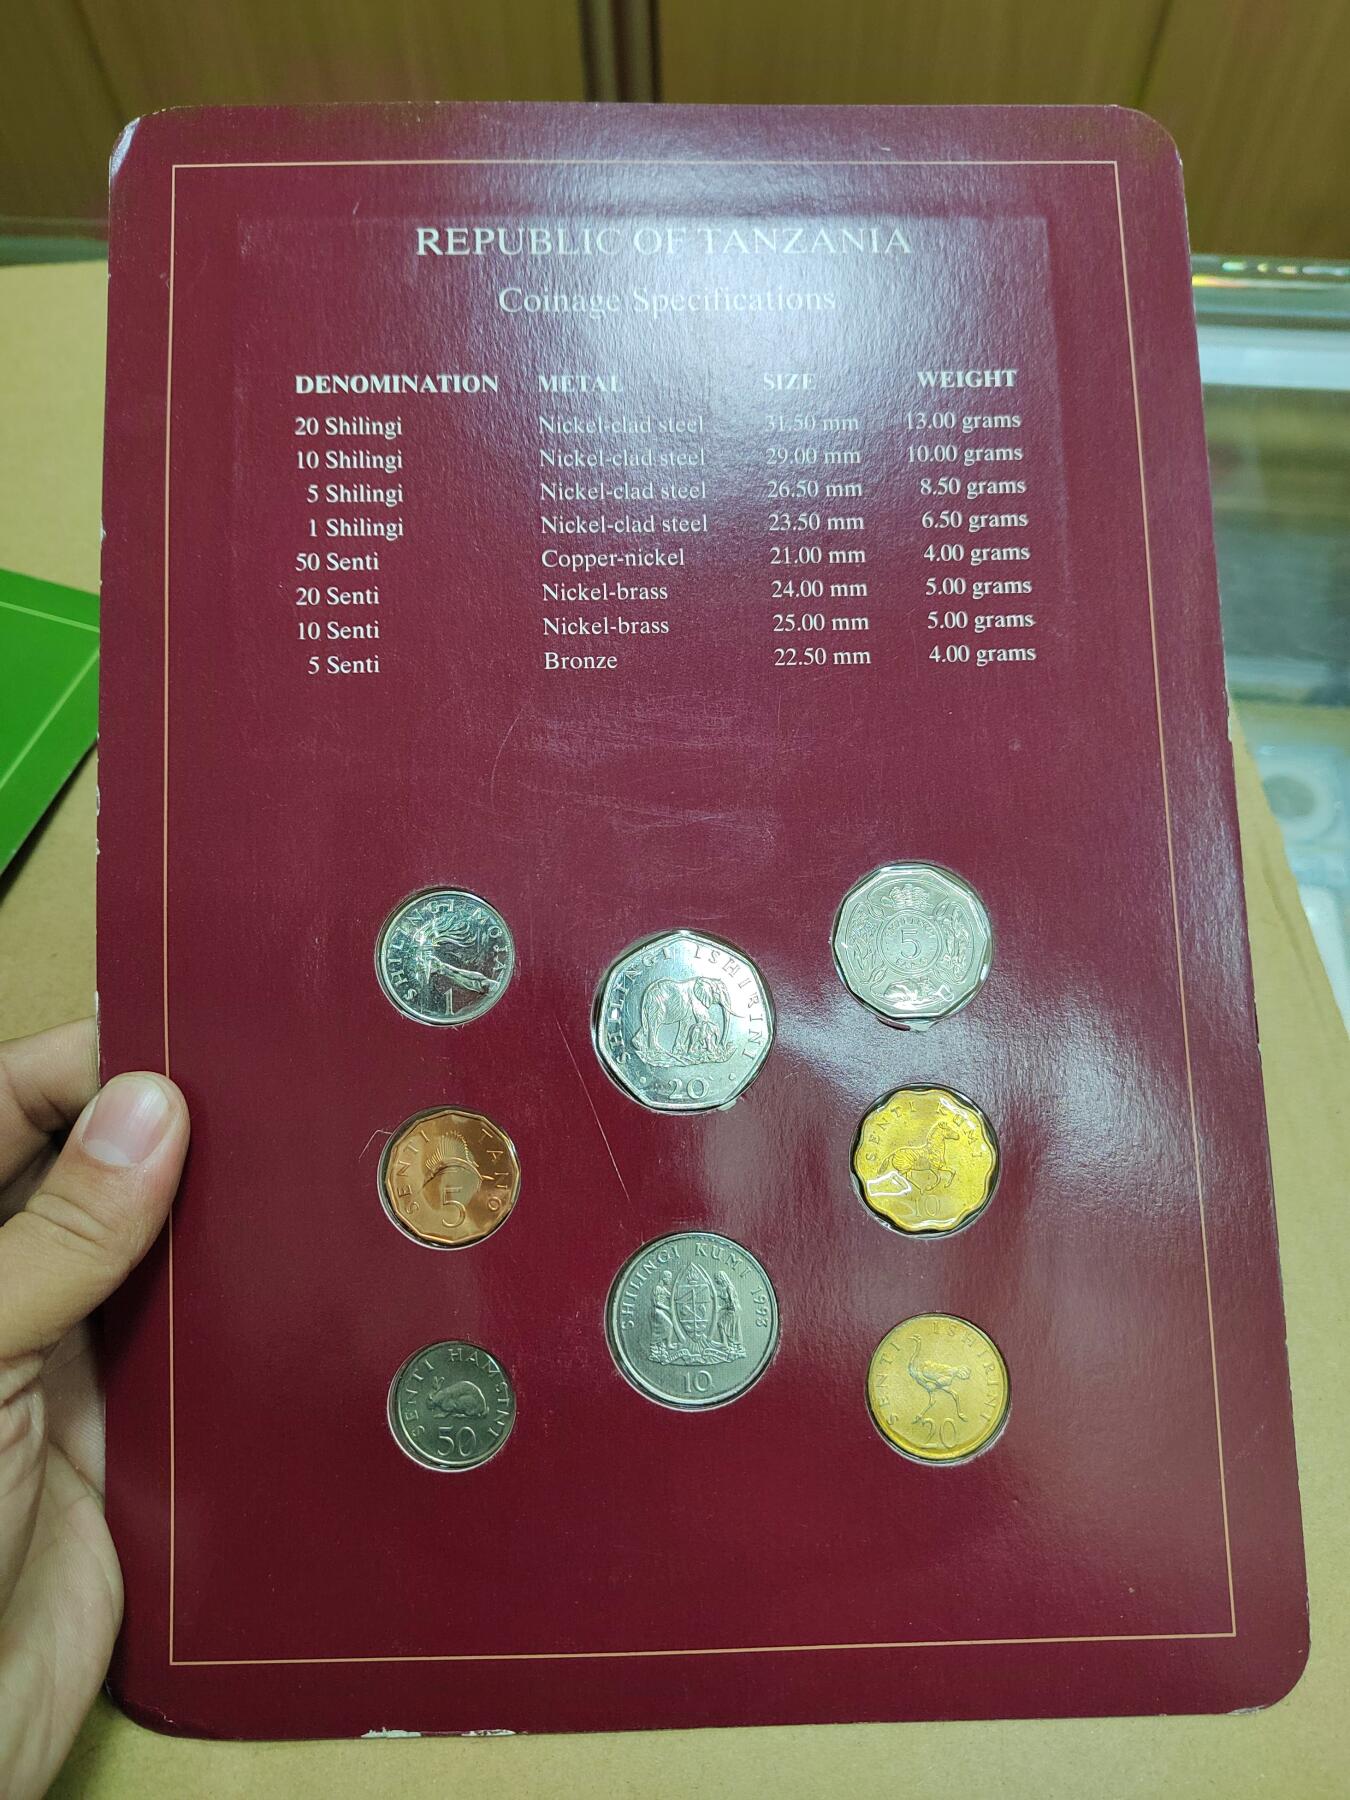 REPUBLIC OF TANZANIA
Coinage Specifications
DENOMINATION METAL SIZE WEIGHT
20 Shilingi Nickel-clad steel 31.50 mm 13.00 grams
10 Shilingi Nickel-clad steel 29.00 mm 10.00 grams
5 Shilingi Nickel-clad steel 26.50 mm 8.50 grams
1 Shilingi Nickel-clad steel 23.50 mm 6.50 grams
50 Senti Copper-nickel 21.00 mm 4.00 grams
20 Senti Nickel-brass 24.00 mm 5.00 grams
10 Senti Nickel-brass 25.00 mm 5.00 grams
5 Senti Bronze 22.50 mm 4.00 grams
SHILINGI MOJA
1
SHILINGI ISHIRINI
20
5
SENTI TANO
5
SENTI KUMI
10
SHILINGI KUMI 1993
10
SENTI HAMSINI
50
SENTI ISHIRINI
20